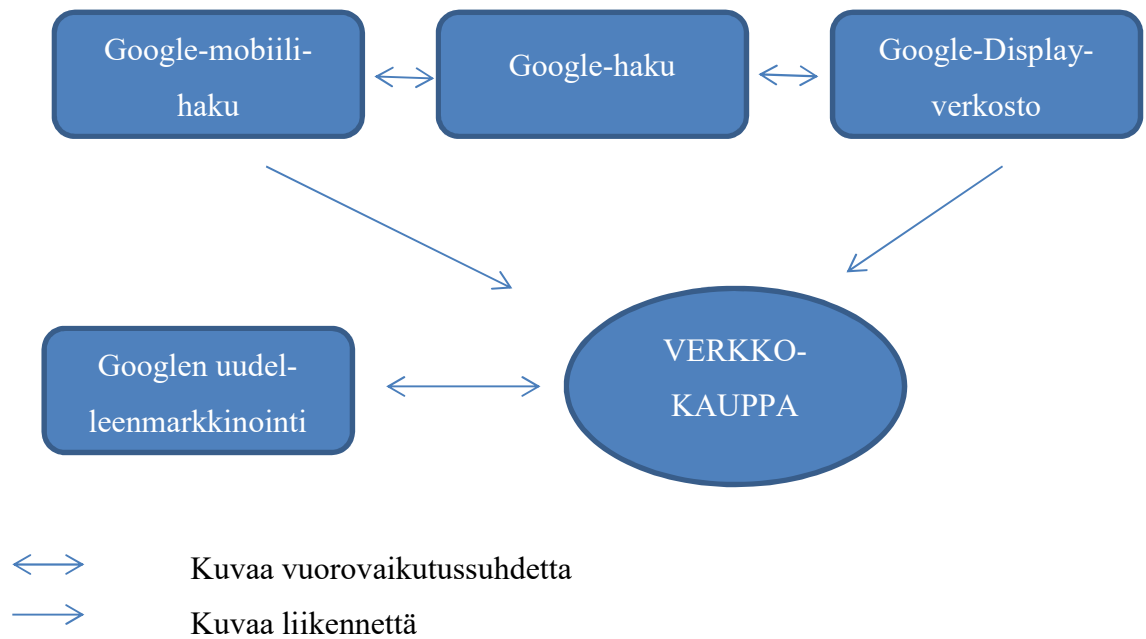 Google-mobiili-
haku
Google-haku
Google-Display-
verkosto
Googlen uudel-
leenmarkkinointi
VERKKO-
KAUPPA
Kuvaa vuorovaikutussuhdetta
Kuvaa liikennettä